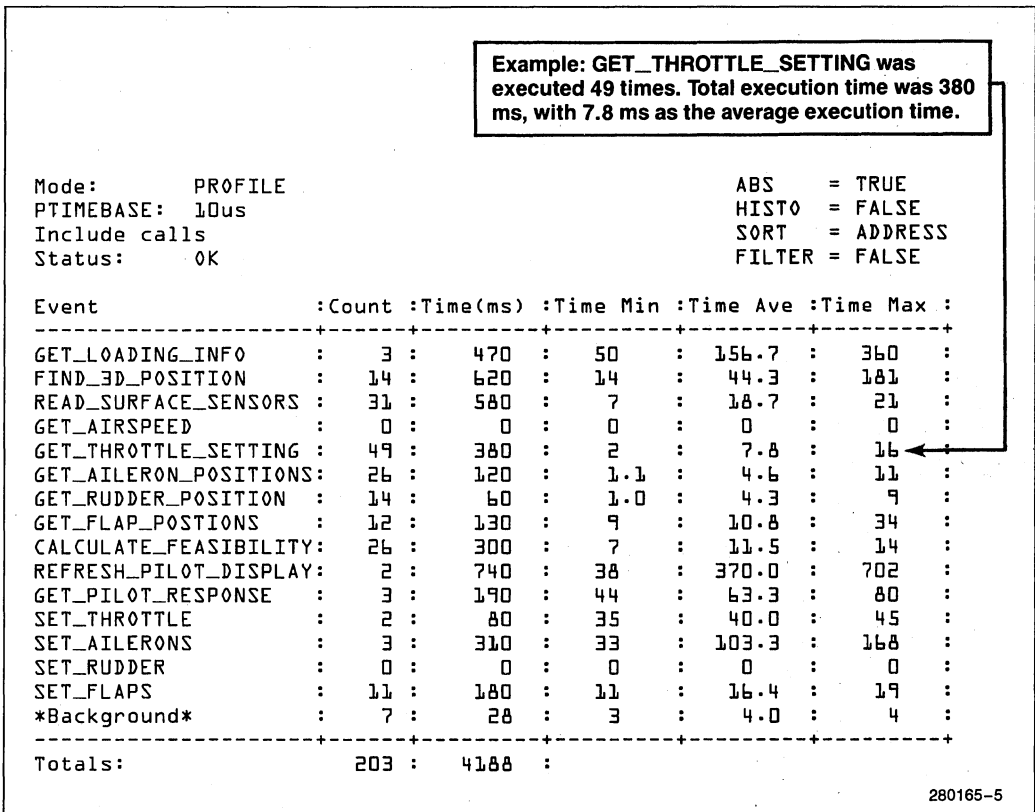 Example: GET_THROTTLE_SETTING was
executed 49 times. Total execution time was 380
ms, with 7.8 ms as the average execution time.
Mode: PROFILE ABS = TRUE
PTIMEBASE: 10us HISTO = FALSE
Include calls SORT = ADDRESS
Status: OK FILTER = FALSE
Event :Count :Time(ms) :Time Min :Time Ave :Time Max :
--------------------+------+---------+----------+----------+----------+
GET_LOADING_INFO : 3 : 470 : 50 : 156.7 : 360 :
FIND_3D_POSITION : 14 : 620 : 14 : 44.3 : 181 :
READ_SURFACE_SENSORS : 31 : 580 : 7 : 18.7 : 21 :
GET_AIRSPEED : 0 : 0 : 0 : 0 : 0 :
GET_THROTTLE_SETTING : 49 : 380 : 2 : 7.8 : 16 :
GET_AILERON_POSITIONS: 26 : 120 : 1.1 : 4.6 : 11 :
GET_RUDDER_POSITION : 14 : 60 : 1.0 : 4.3 : 9 :
GET_FLAP_POSTIONS : 12 : 130 : 9 : 10.8 : 34 :
CALCULATE_FEASIBILITY: 26 : 300 : 7 : 11.5 : 14 :
REFRESH_PILOT_DISPLAY: 2 : 740 : 38 : 370.0 : 702 :
GET_PILOT_RESPONSE : 3 : 190 : 44 : 63.3 : 80 :
SET_THROTTLE : 2 : 80 : 35 : 40.0 : 45 :
SET_AILERONS : 3 : 310 : 33 : 103.3 : 168 :
SET_RUDDER : 0 : 0 : 0 : 0 : 0 :
SET_FLAPS : 11 : 180 : 11 : 16.4 : 19 :
*Background* : 7 : 28 : 3 : 4.0 : 4 :
--------------------+------+---------+----------+----------+----------+
Totals: 203 : 4188 :
280165-5